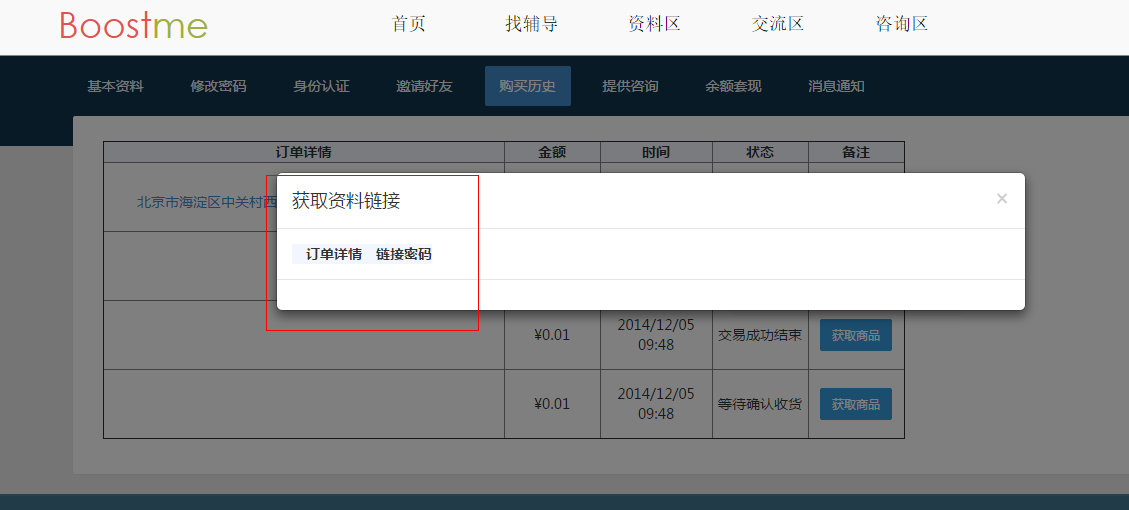 Boostme
首页 找辅导 资料区 交流区 咨询区
基本资料 修改密码 身份认证 邀请好友 购买历史 提供咨询 余额套现 消息通知
订单详情 金额 时间 状态 备注
北京市海淀区中关村西
获取资料链接 ×
订单详情 链接密码
¥0.01 2014/12/05 09:48 交易成功结束 获取商品
¥0.01 2014/12/05 09:48 等待确认收货 获取商品